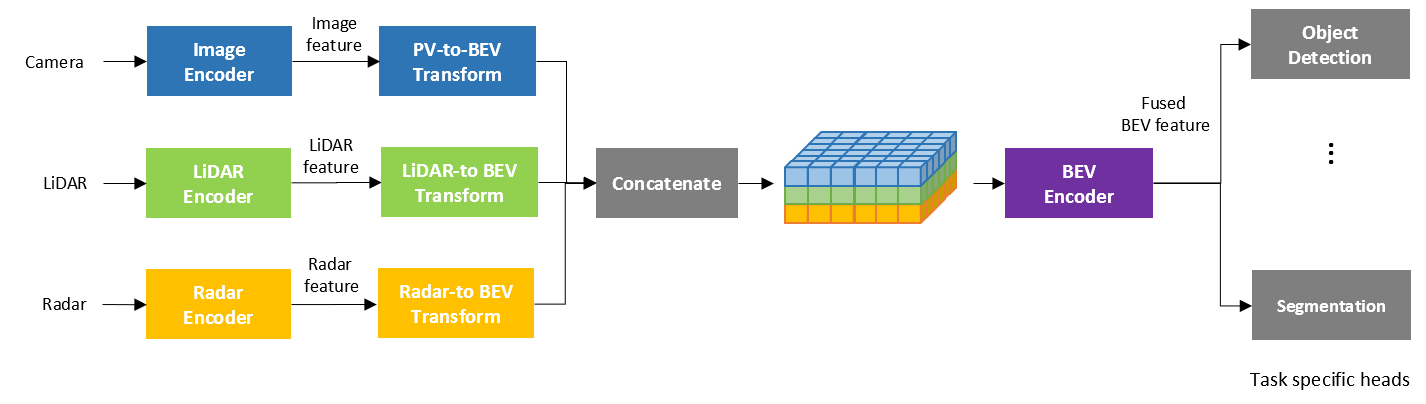 Camera
Image
Encoder
Image
feature
PV-to-BEV
Transform
LiDAR
LiDAR
Encoder
LiDAR
feature
LiDAR-to BEV
Transform
Radar
Radar
Encoder
Radar
feature
Radar-to BEV
Transform
Concatenate
BEV
Encoder
Fused
BEV feature
Object
Detection
Segmentation
Task specific heads